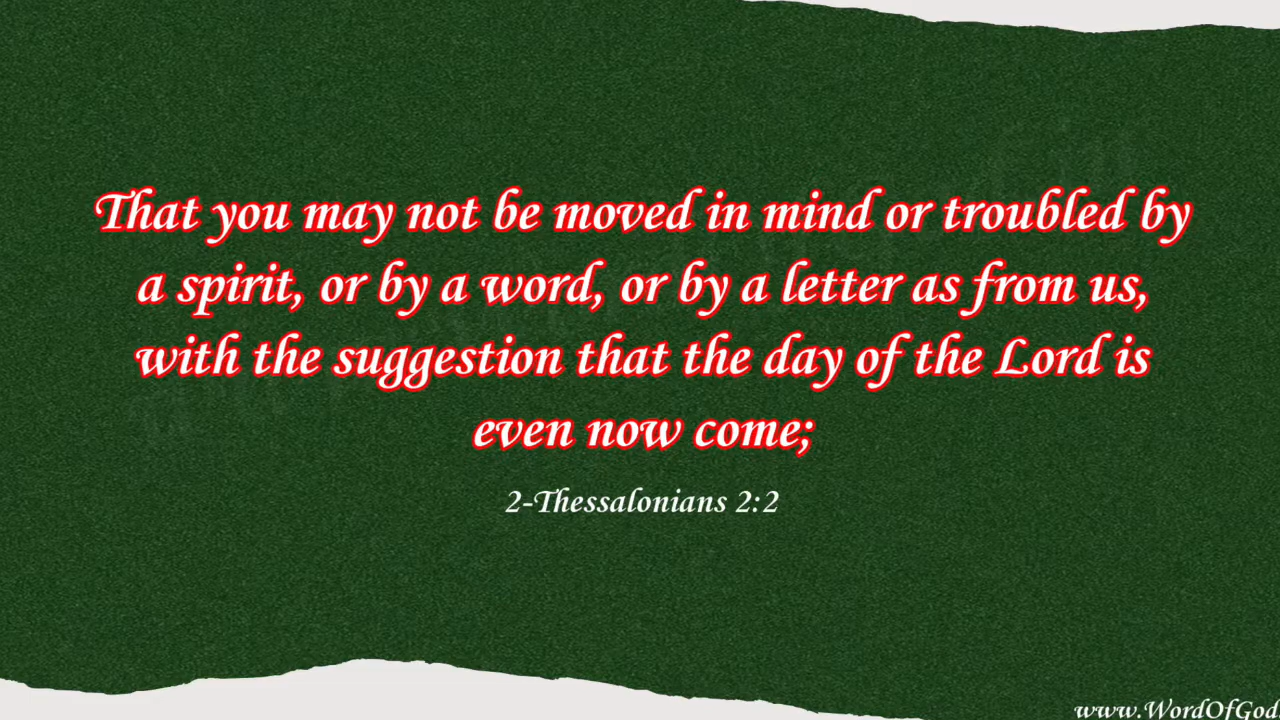 That you may not be moved in mind or troubled by
a spirit, or by a word, or by a letter as from us,
with the suggestion that the day of the Lord is
even now come;
2-Thessalonians 2:2
www.WordOfGod